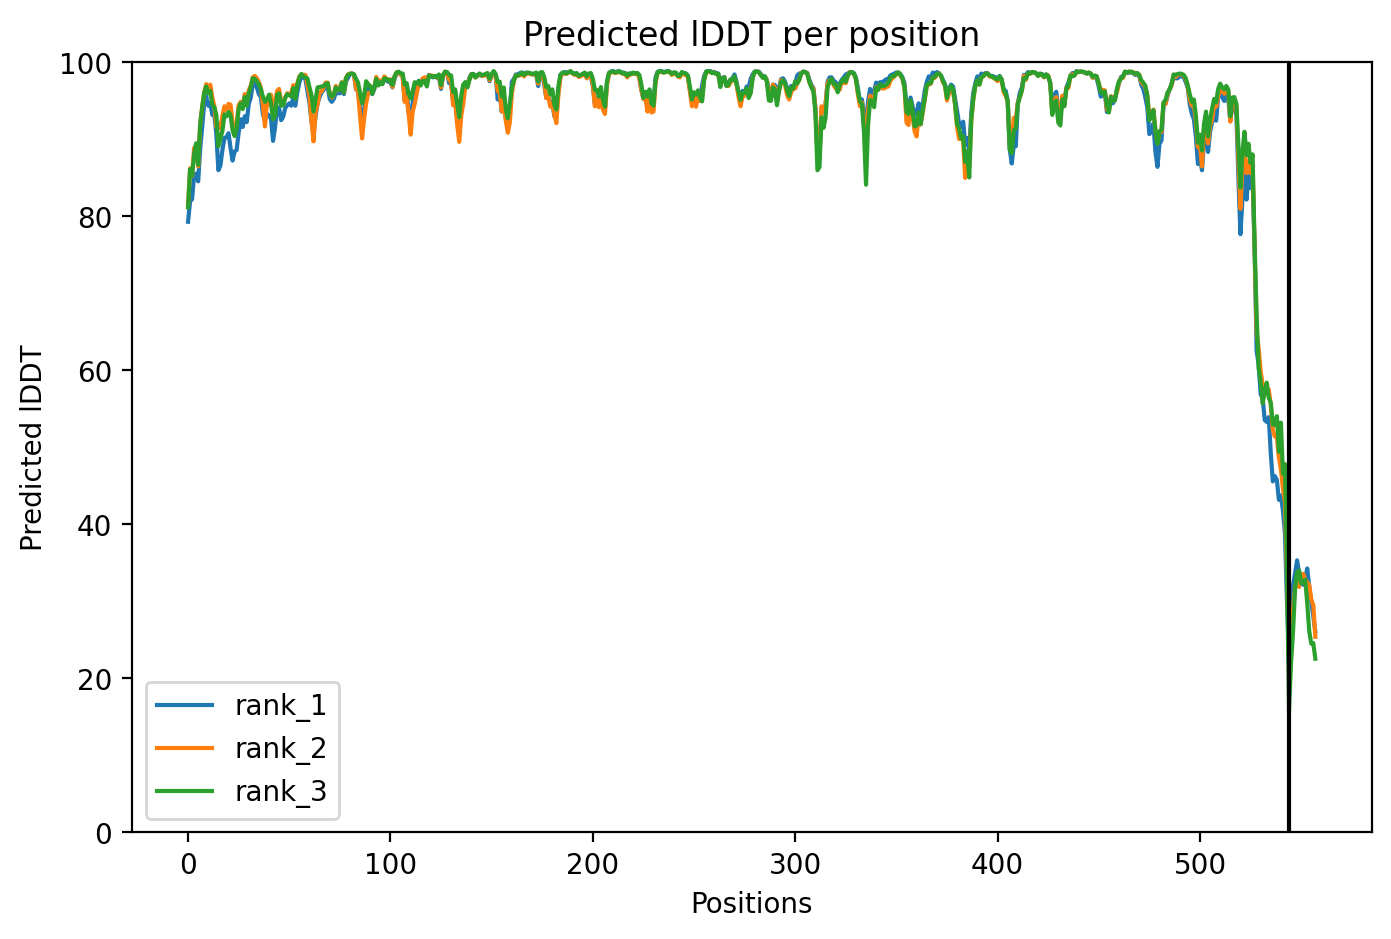 Predicted lDDT per position
100
80
60
40
20
0
Predicted lDDT
rank_1
rank_2
rank_3
0 100 200 300 400 500
Positions